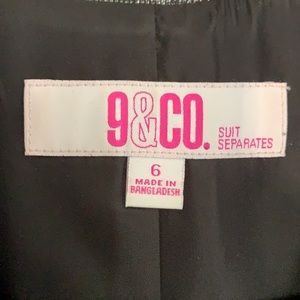 9&CO. SUIT
SEPARATES
6
MADE IN
BANGLADESH